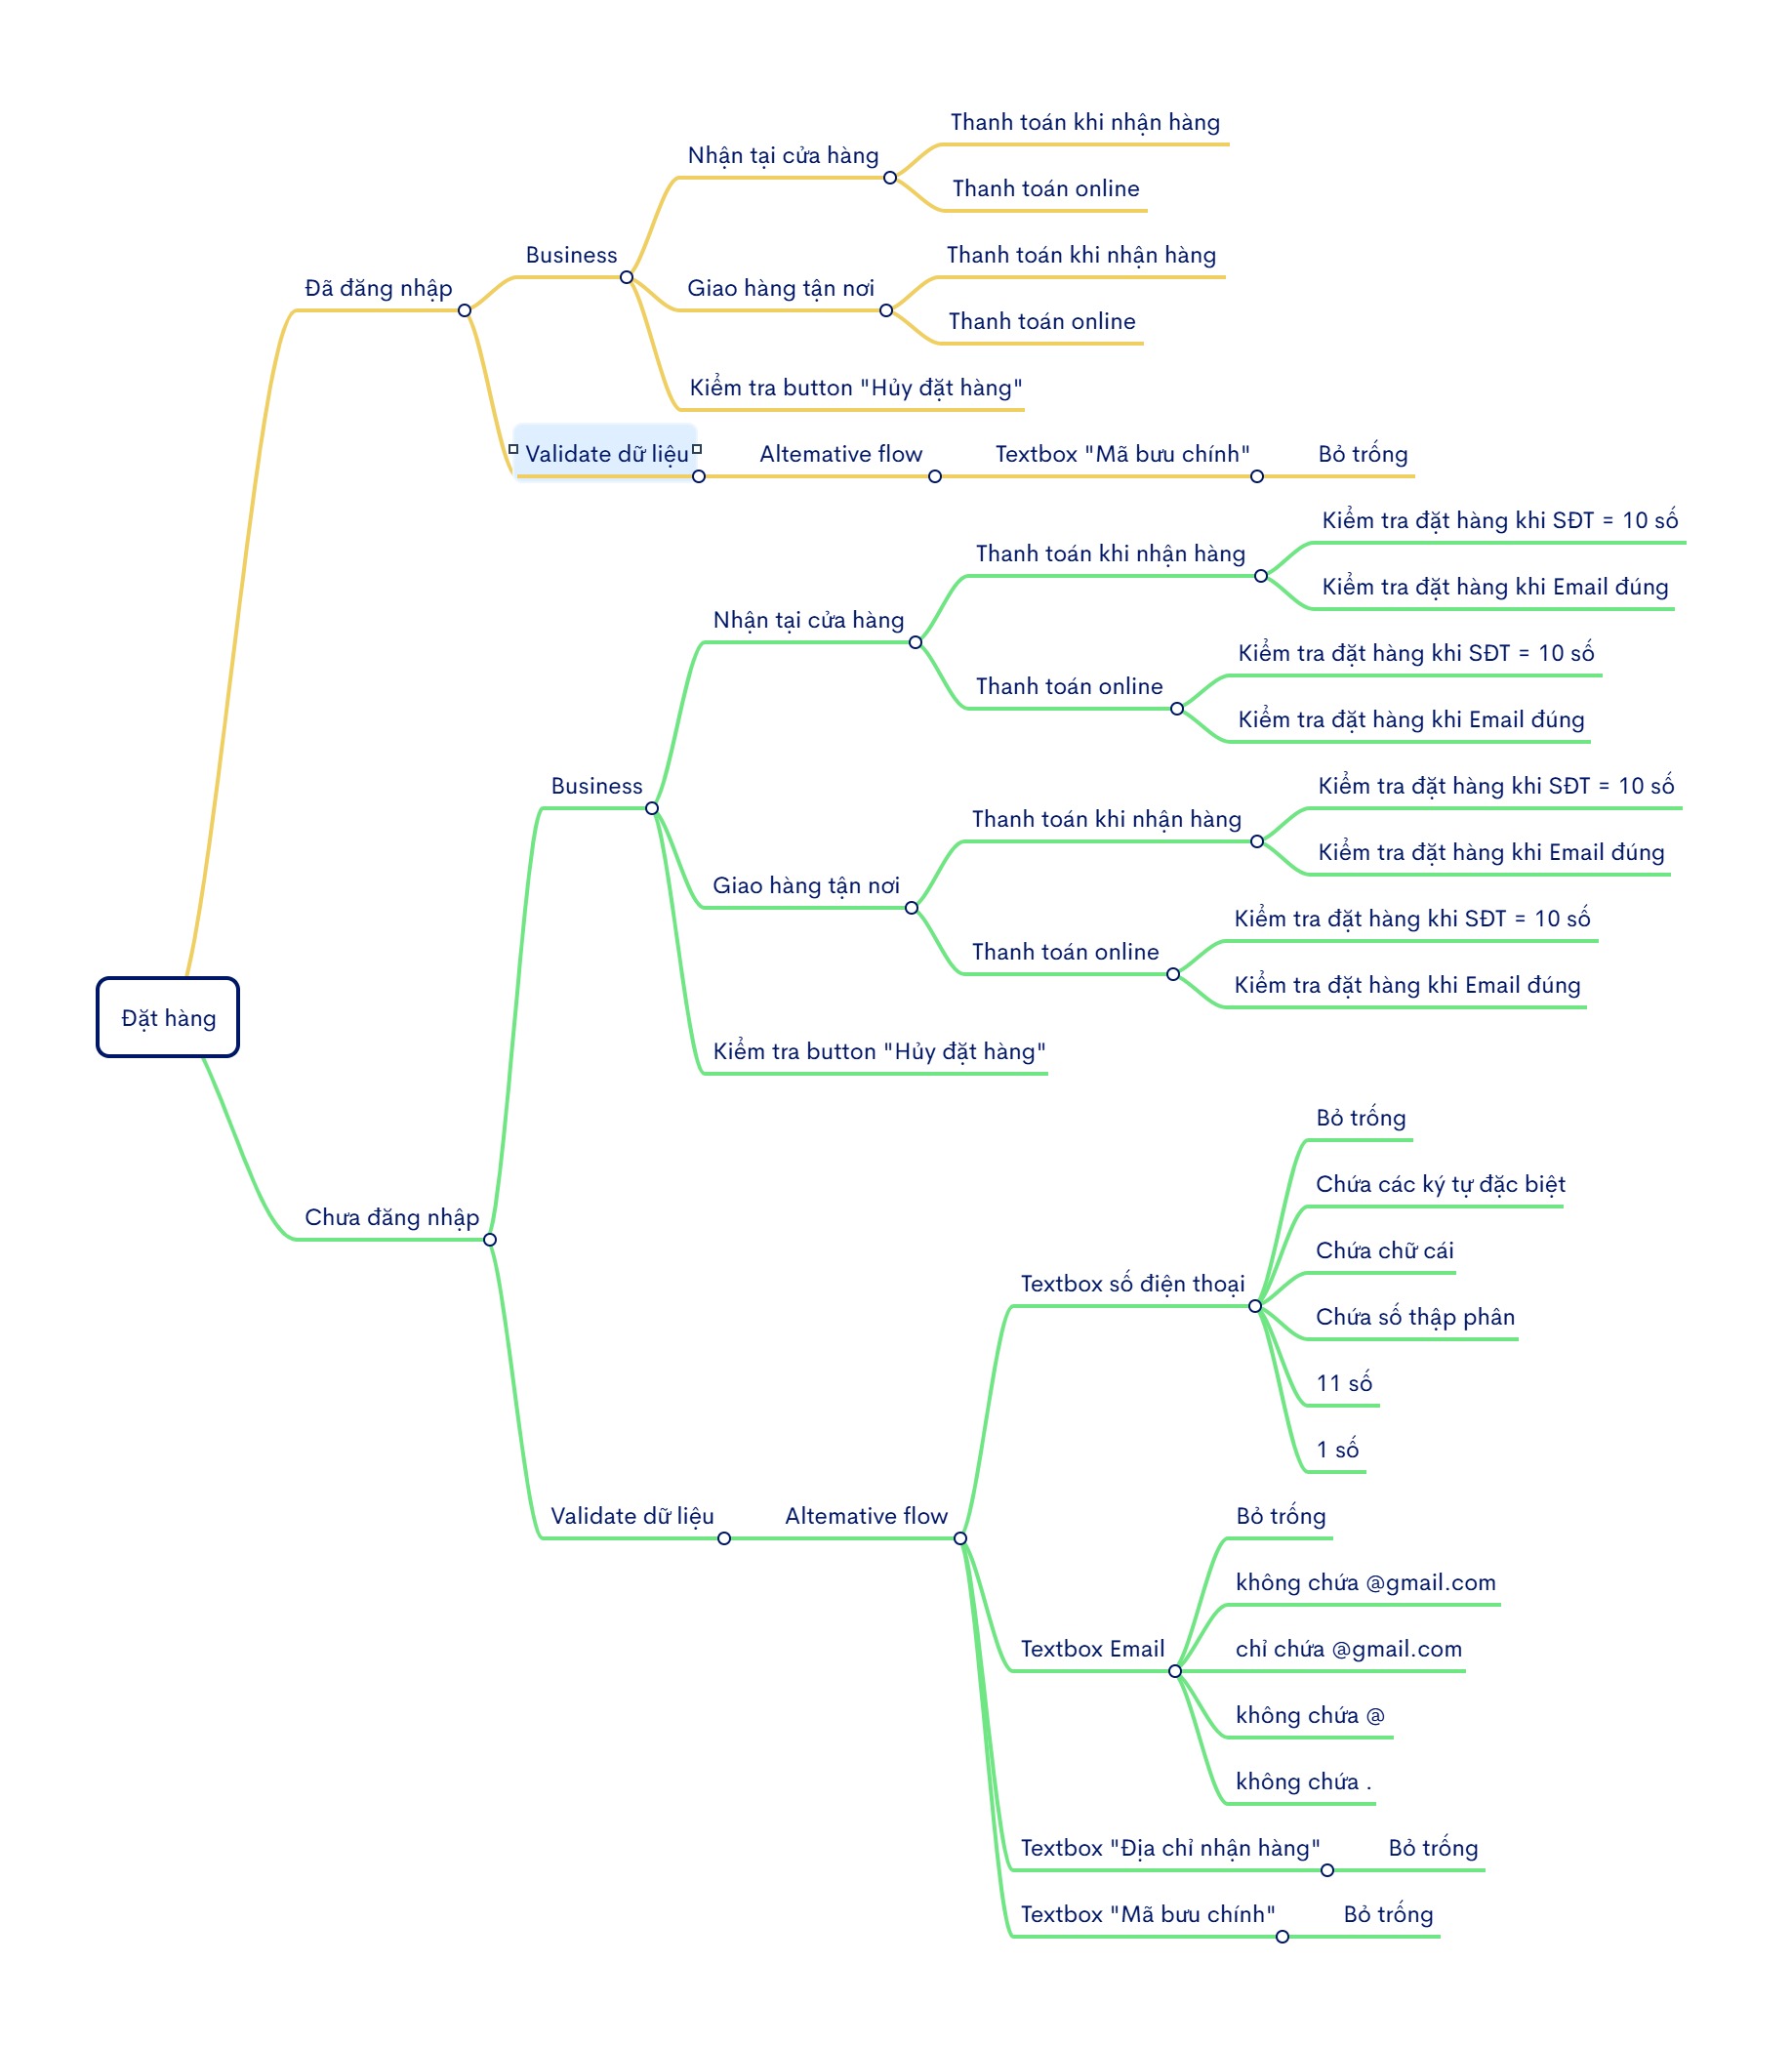 Thanh toán khi nhận hàng
Nhận tại cửa hàng
Thanh toán online
Business
Thanh toán khi nhận hàng
Đã đăng nhập
Giao hàng tận nơi
Thanh toán online
Kiểm tra button "Hủy đặt hàng"
Validate dữ liệu
Altemative flow
Textbox "Mã bưu chính"
Bỏ trống
Kiểm tra đặt hàng khi SĐT = 10 số
Thanh toán khi nhận hàng
Kiểm tra đặt hàng khi Email đúng
Nhận tại cửa hàng
Kiểm tra đặt hàng khi SĐT = 10 số
Thanh toán online
Kiểm tra đặt hàng khi Email đúng
Business
Kiểm tra đặt hàng khi SĐT = 10 số
Thanh toán khi nhận hàng
Kiểm tra đặt hàng khi Email đúng
Giao hàng tận nơi
Kiểm tra đặt hàng khi SĐT = 10 số
Thanh toán online
Kiểm tra đặt hàng khi Email đúng
Đặt hàng
Kiểm tra button "Hủy đặt hàng"
Bỏ trống
Chứa các ký tự đặc biệt
Chưa đăng nhập
Chứa chữ cái
Textbox số điện thoại
Chứa số thập phân
11 số
1 số
Validate dữ liệu
Altemative flow
Bỏ trống
không chứa @gmail.com
Textbox Email
chỉ chứa @gmail.com
không chứa @
không chứa .
Textbox "Địa chỉ nhận hàng"
Bỏ trống
Textbox "Mã bưu chính"
Bỏ trống